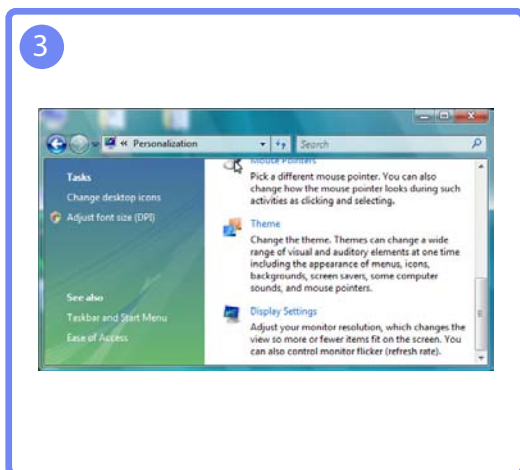 3
« Personalization
Search
Tasks
Change desktop icons
Adjust font size (DPI)
See also
Taskbar and Start Menu
Ease of Access
Mouse Pointers
Pick a different mouse pointer. You can also
change how the mouse pointer looks during such
activities as clicking and selecting.
Theme
Change the theme. Themes can change a wide
range of visual and auditory elements at one time
including the appearance of menus, icons,
backgrounds, screen savers, some computer
sounds, and mouse pointers.
Display Settings
Adjust your monitor resolution, which changes the
view so more or fewer items fit on the screen. You
can also control monitor flicker (refresh rate).